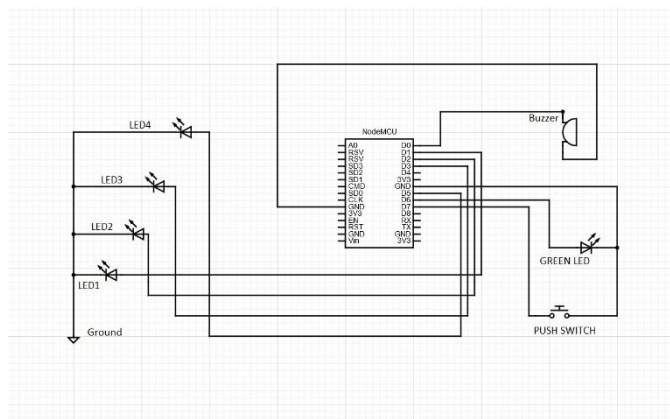 LED4
Buzzer
NodeMCU
A0 D0
RSV D1
RSV D2
SD3 D3
SD2 D4
SD1 3V3
CMD GND
SD0 D5
CLK D6
GND D7
3V3 D8
EN RX
RST TX
GND GND
Vin 3V3
LED3
LED2
GREEN LED
LED1
Ground
PUSH SWITCH